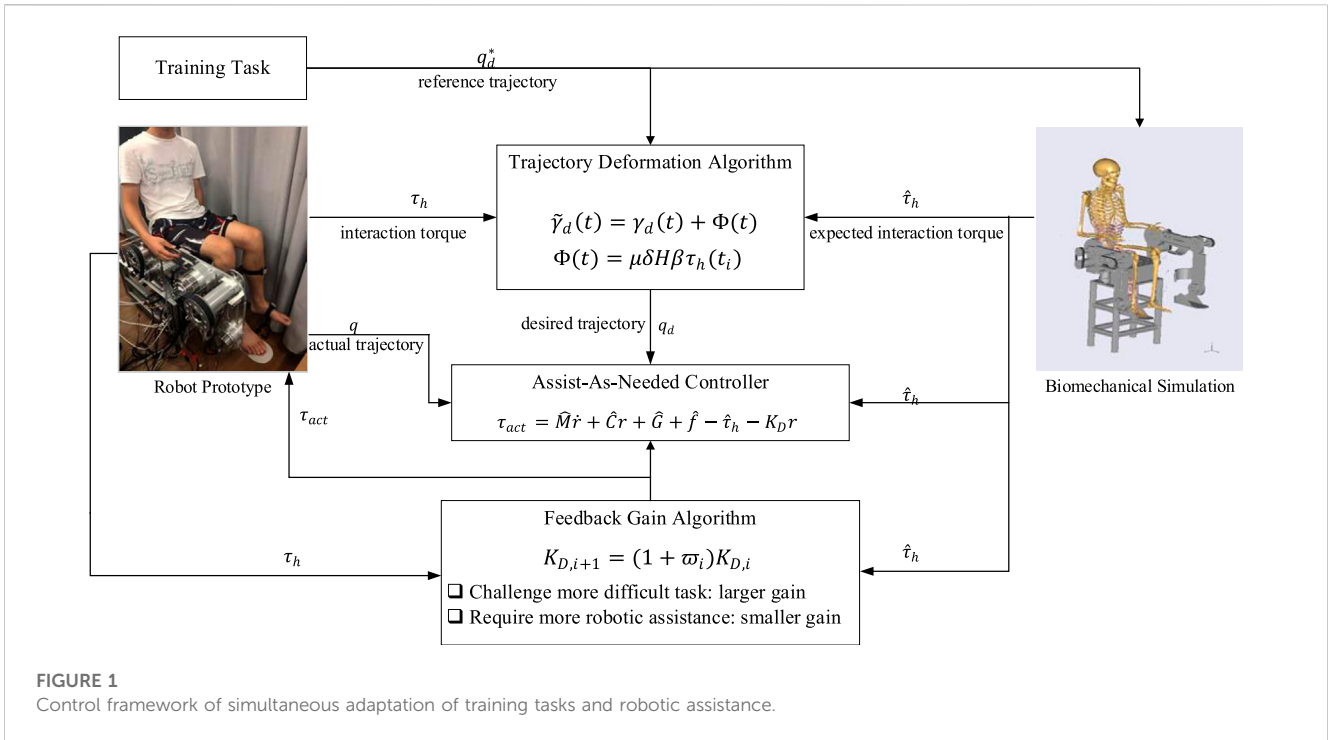 Training Task
q_d^*
reference trajectory
Trajectory Deformation Algorithm
γ̃_d(t) = γ_d(t) + Φ(t)
Φ(t) = μδHβτ_h(t_i)
τ_h
interaction torque
τ̂_h
expected interaction torque
desired trajectory q_d
q
actual trajectory
Robot Prototype
Biomechanical Simulation
Assist-As-Needed Controller
τ_act = M̂ṙ + Ĉr + Ĝ + f̂ − τ̂_h − K_D r
τ̂_h
τ_act
Feedback Gain Algorithm
K_{D,i+1} = (1 + ϖ_i)K_{D,i}
❑ Challenge more difficult task: larger gain
❑ Require more robotic assistance: smaller gain
τ_h
τ̂_h
FIGURE 1
Control framework of simultaneous adaptation of training tasks and robotic assistance.